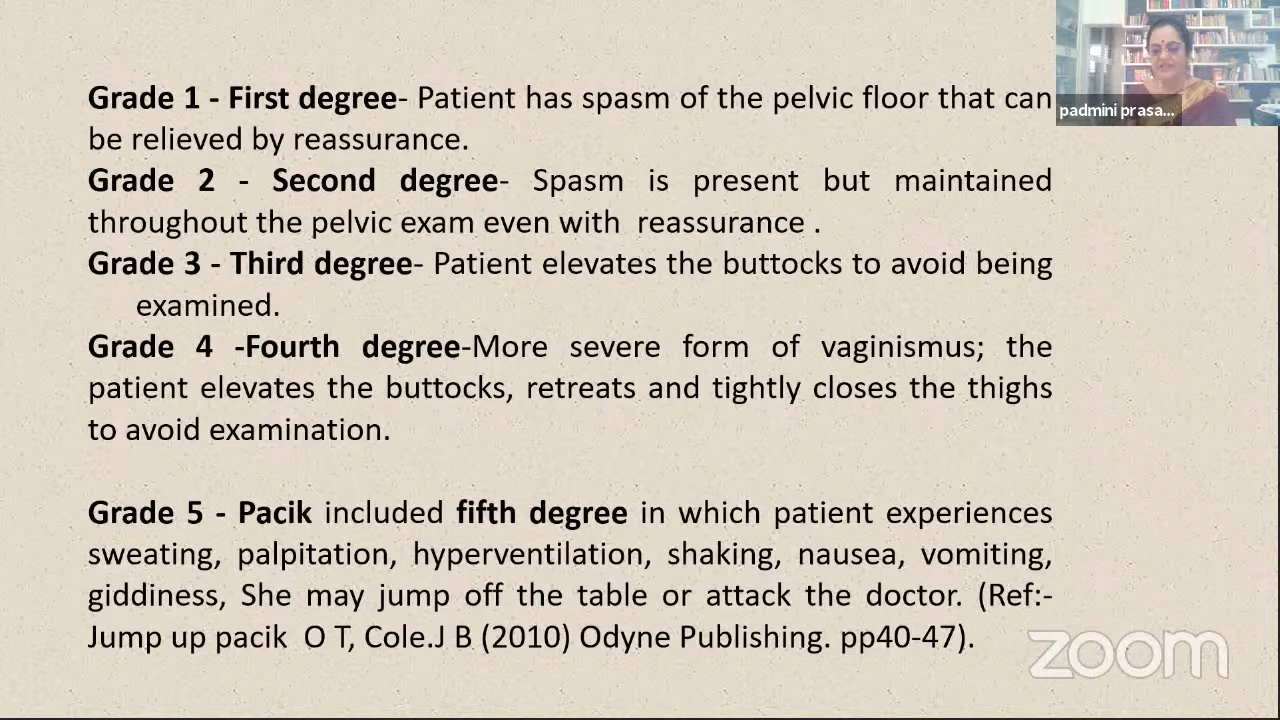 Grade 1 - First degree- Patient has spasm of the pelvic floor that can
be relieved by reassurance.
Grade 2 - Second degree- Spasm is present but maintained
throughout the pelvic exam even with reassurance .
Grade 3 - Third degree- Patient elevates the buttocks to avoid being
examined.
Grade 4 -Fourth degree-More severe form of vaginismus; the
patient elevates the buttocks, retreats and tightly closes the thighs
to avoid examination.
Grade 5 - Pacik included fifth degree in which patient experiences
sweating, palpitation, hyperventilation, shaking, nausea, vomiting,
giddiness, She may jump off the table or attack the doctor. (Ref:-
Jump up pacik O T, Cole.J B (2010) Odyne Publishing. pp40-47).
padmini prasa...
zoom